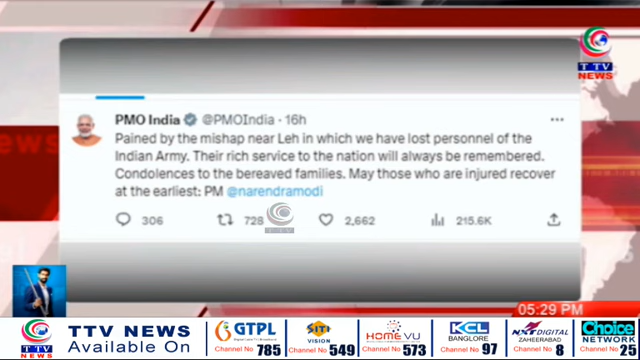 T TV
NEWS
PMO India @PMOIndia · 16h
Pained by the mishap near Leh in which we have lost personnel of the
Indian Army. Their rich service to the nation will always be remembered.
Condolences to the bereaved families. May those who are injured recover
at the earliest: PM @narendramodi
306 728 2,662 215.6K
05:29 PM
T TV
NEWS
TTV NEWS
Available On
GTPL
Channel No 785
SITI
VISION
Channel No 549
HOME VU
Channel No 573
KCL
BANGLORE
Channel No 97
NXT DIGITAL
ZAHEERABAD
Channel No 8
Choice
NETWORK
Channel No 25